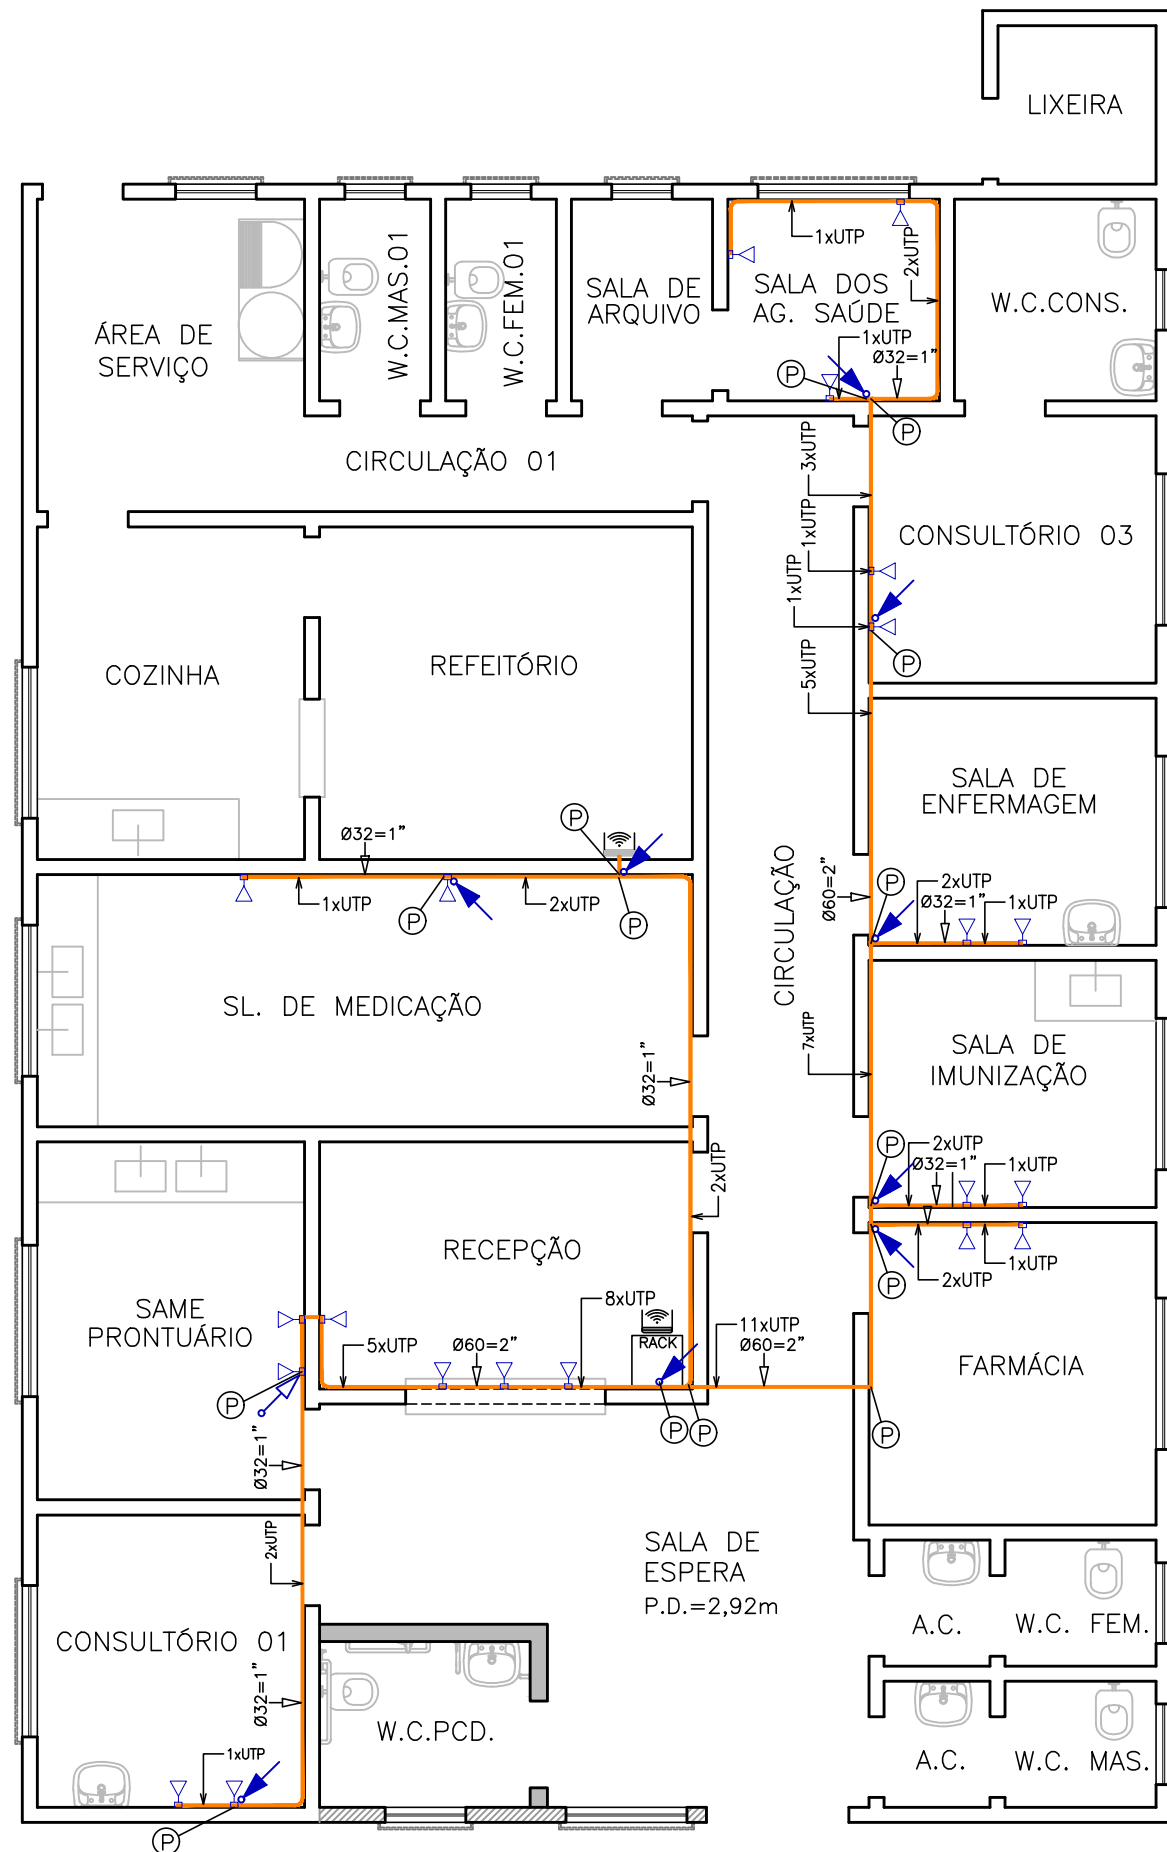 LIXEIRA
1xUTP
2xUTP
W.C.MAS.01
W.C.FEM.01
SALA DE
ARQUIVO
SALA DOS
AG. SAÚDE
W.C.CONS.
ÁREA DE
SERVIÇO
1xUTP
Ø32=1"
P
P
CIRCULAÇÃO 01
3xUTP
1xUTP
CONSULTÓRIO 03
1xUTP
P
5xUTP
COZINHA
REFEITÓRIO
SALA DE
ENFERMAGEM
P
Ø32=1"
CIRCULAÇÃO
Ø60=2"
P
2xUTP
Ø32=1"
1xUTP
1xUTP
P
2xUTP
P
SL. DE MEDICAÇÃO
7xUTP
SALA DE
IMUNIZAÇÃO
Ø32=1"
P
2xUTP
Ø32=1"
1xUTP
2xUTP
RECEPÇÃO
P
2xUTP
1xUTP
SAME
PRONTUÁRIO
8xUTP
RACK
5xUTP
Ø60=2"
11xUTP
Ø60=2"
FARMÁCIA
P
P
P
P
Ø32=1"
2xUTP
SALA DE
ESPERA
P.D.=2,92m
CONSULTÓRIO 01
A.C.
W.C. FEM.
Ø32=1"
W.C.PCD.
1xUTP
A.C.
W.C. MAS.
P